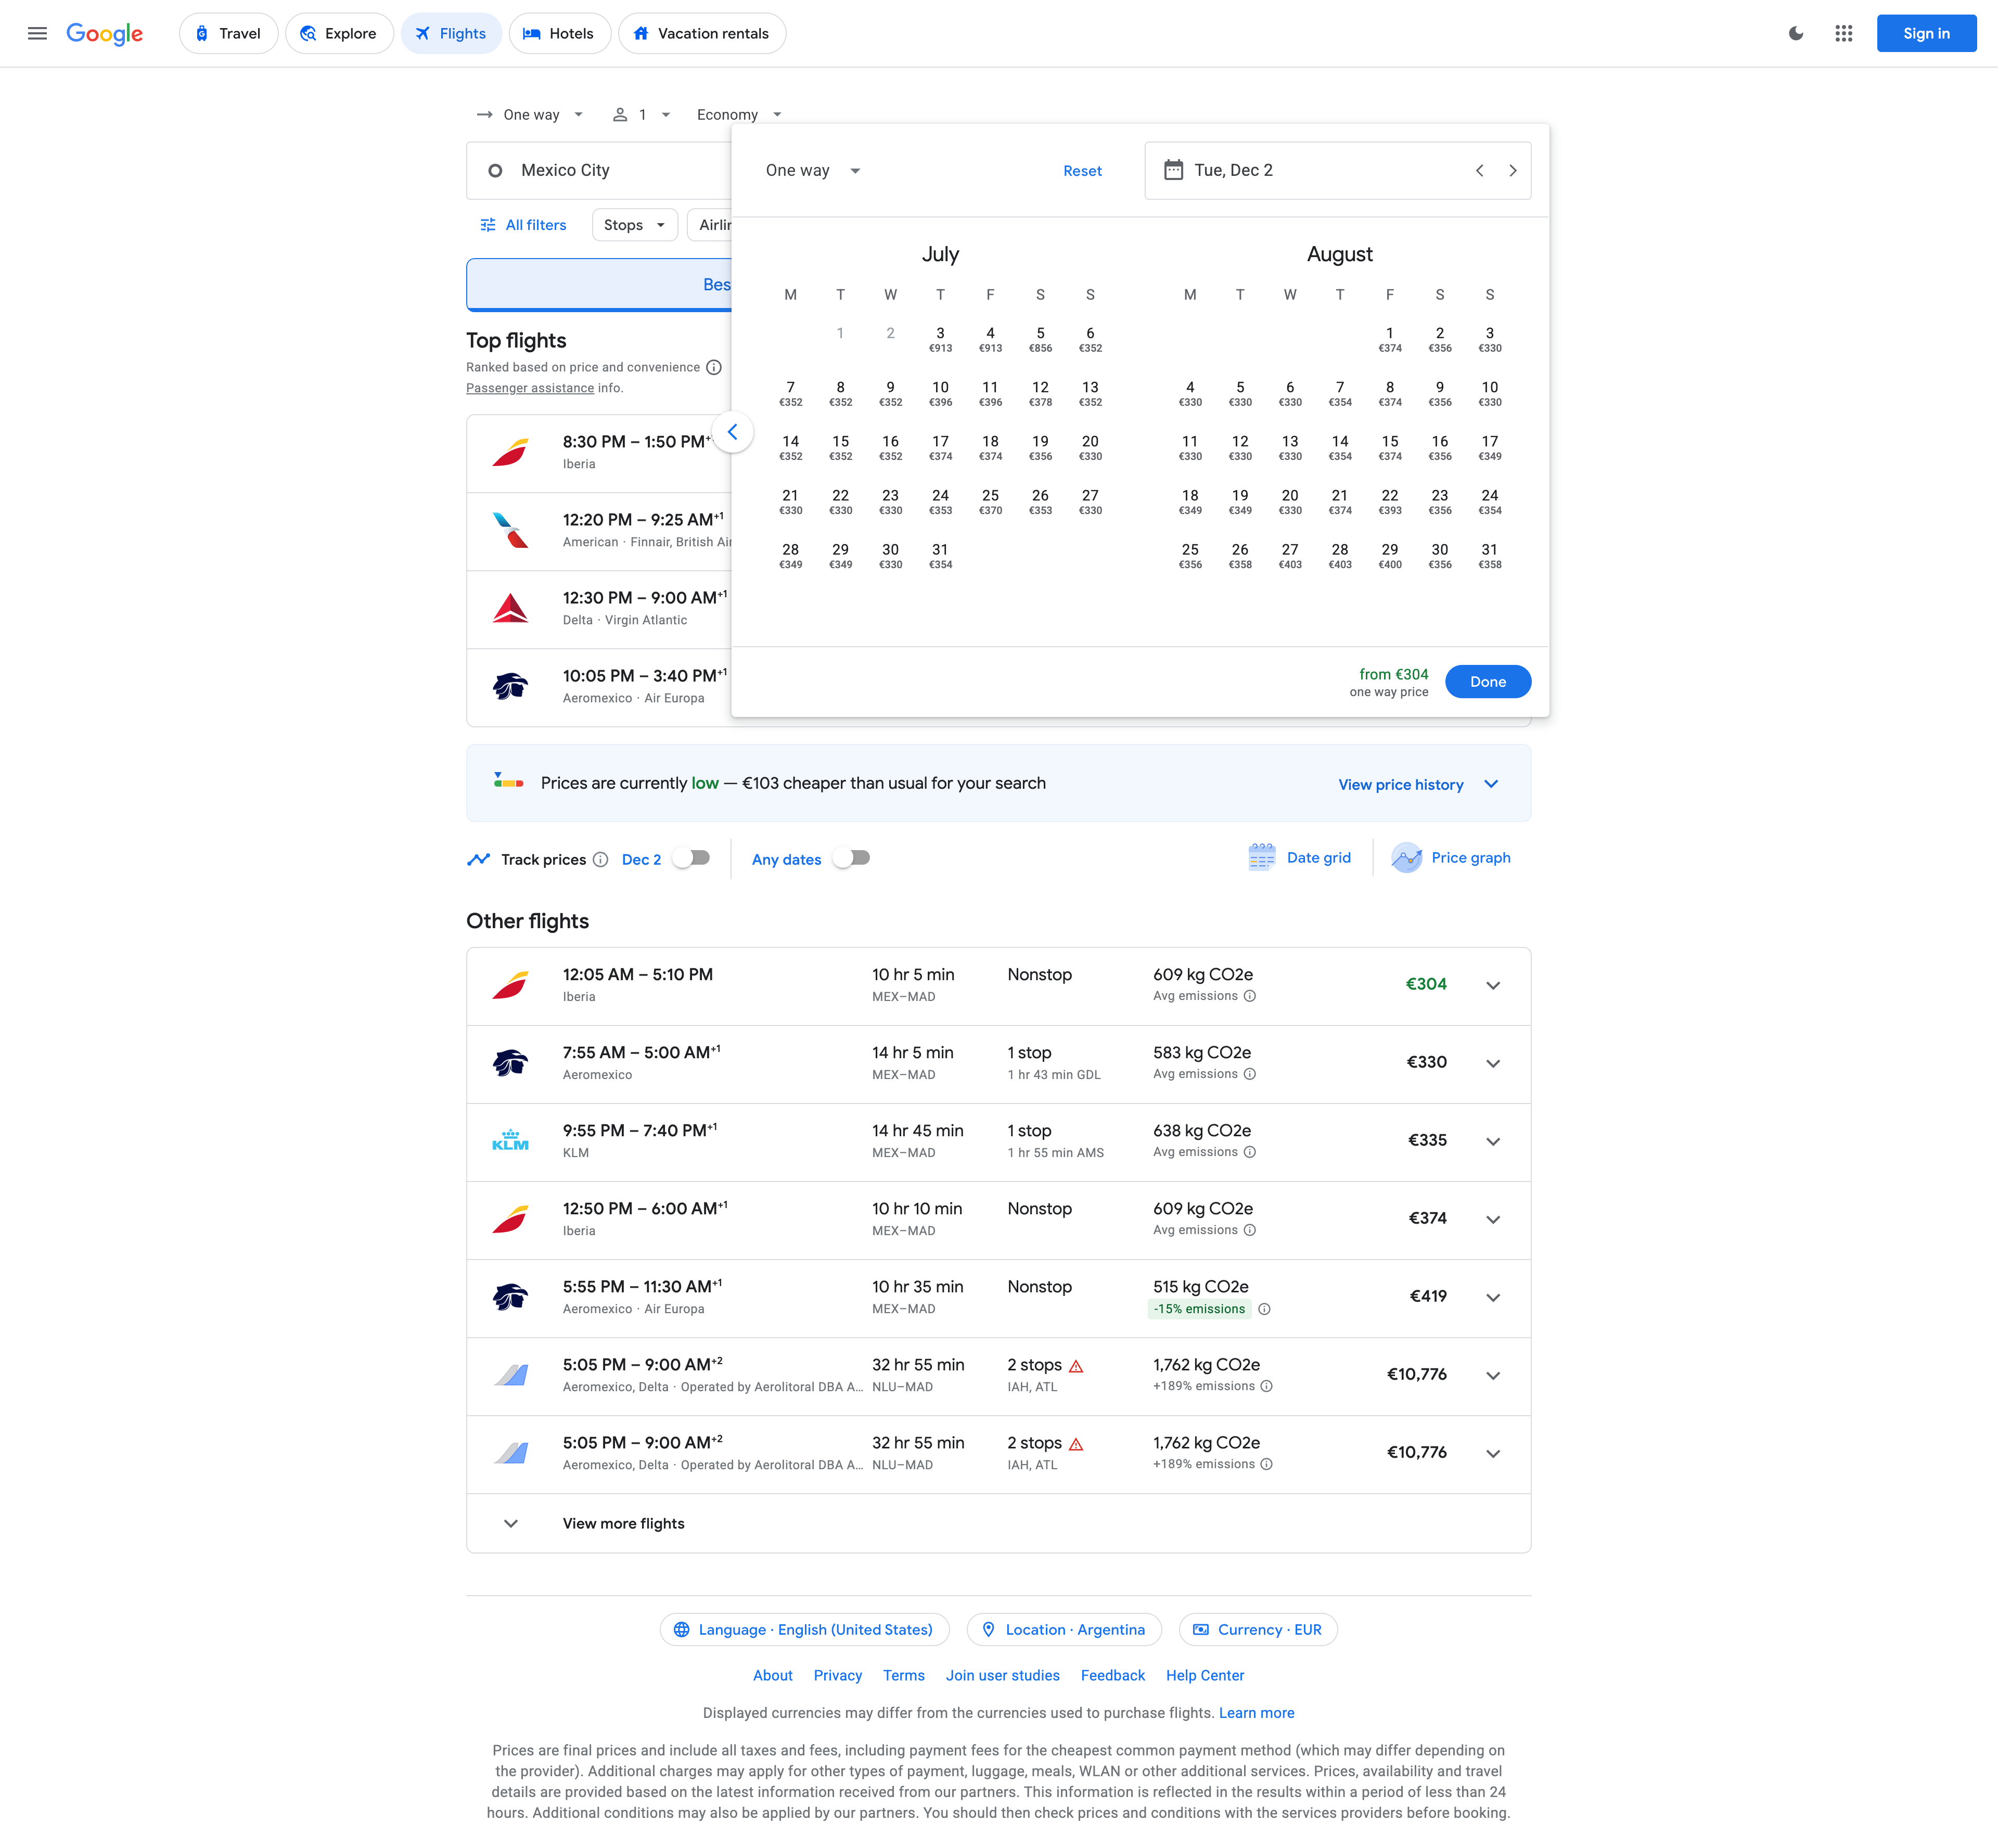 Google
Travel
Explore
Flights
Hotels
Vacation rentals
Sign in
One way
1
Economy
Mexico City
All filters
Stops
Airlin
Bes
Top flights
Ranked based on price and convenience
Passenger assistance info.
8:30 PM – 1:50 PM+
Iberia
12:20 PM – 9:25 AM+1
American · Finnair, British Air
12:30 PM – 9:00 AM+1
Delta · Virgin Atlantic
10:05 PM – 3:40 PM+1
Aeromexico · Air Europa
One way
Reset
Tue, Dec 2
July
M T W T F S S
1 2 3 4 5 6
€913 €913 €856 €352
7 8 9 10 11 12 13
€352 €352 €352 €396 €396 €378 €352
14 15 16 17 18 19 20
€352 €352 €352 €374 €374 €356 €330
21 22 23 24 25 26 27
€330 €330 €330 €353 €370 €353 €330
28 29 30 31
€349 €349 €330 €354
August
M T W T F S S
1 2 3
€374 €356 €330
4 5 6 7 8 9 10
€330 €330 €330 €354 €374 €356 €330
11 12 13 14 15 16 17
€330 €330 €330 €354 €374 €356 €349
18 19 20 21 22 23 24
€349 €349 €330 €374 €393 €356 €354
25 26 27 28 29 30 31
€356 €358 €403 €403 €400 €356 €358
from €304
one way price
Done
Prices are currently low — €103 cheaper than usual for your search
View price history
Track prices
Dec 2
Any dates
Date grid
Price graph
Other flights
12:05 AM – 5:10 PM 10 hr 5 min Nonstop 609 kg CO2e €304
Iberia MEX–MAD Avg emissions
7:55 AM – 5:00 AM+1 14 hr 5 min 1 stop 583 kg CO2e €330
Aeromexico MEX–MAD 1 hr 43 min GDL Avg emissions
KLM
9:55 PM – 7:40 PM+1 14 hr 45 min 1 stop 638 kg CO2e €335
KLM MEX–MAD 1 hr 55 min AMS Avg emissions
12:50 PM – 6:00 AM+1 10 hr 10 min Nonstop 609 kg CO2e €374
Iberia MEX–MAD Avg emissions
5:55 PM – 11:30 AM+1 10 hr 35 min Nonstop 515 kg CO2e €419
Aeromexico · Air Europa MEX–MAD -15% emissions
5:05 PM – 9:00 AM+2 32 hr 55 min 2 stops 1,762 kg CO2e €10,776
Aeromexico, Delta · Operated by Aerolitoral DBA A... NLU–MAD IAH, ATL +189% emissions
5:05 PM – 9:00 AM+2 32 hr 55 min 2 stops 1,762 kg CO2e €10,776
Aeromexico, Delta · Operated by Aerolitoral DBA A... NLU–MAD IAH, ATL +189% emissions
View more flights
Language · English (United States)
Location · Argentina
Currency · EUR
About Privacy Terms Join user studies Feedback Help Center
Displayed currencies may differ from the currencies used to purchase flights. Learn more
Prices are final prices and include all taxes and fees, including payment fees for the cheapest common payment method (which may differ depending on
the provider). Additional charges may apply for other types of payment, luggage, meals, WLAN or other additional services. Prices, availability and travel
details are provided based on the latest information received from our partners. This information is reflected in the results within a period of less than 24
hours. Additional conditions may also be applied by our partners. You should then check prices and conditions with the services providers before booking.